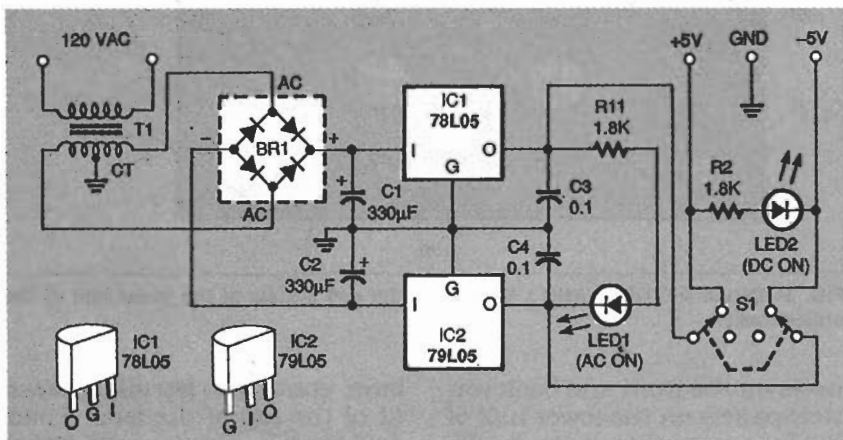 120 VAC
T1
CT
AC
−
BR1
+
AC
+
C1
330µF
C2
330µF
+
IC1
78L05
I
O
G
G
I
O
IC2
79L05
C3
0.1
C4
0.1
R11
1.8K
LED1
(AC ON)
+5V
GND
−5V
R2
1.8K
LED2
(DC ON)
S1
IC1
78L05
O
G
I
IC2
79L05
G
I
O